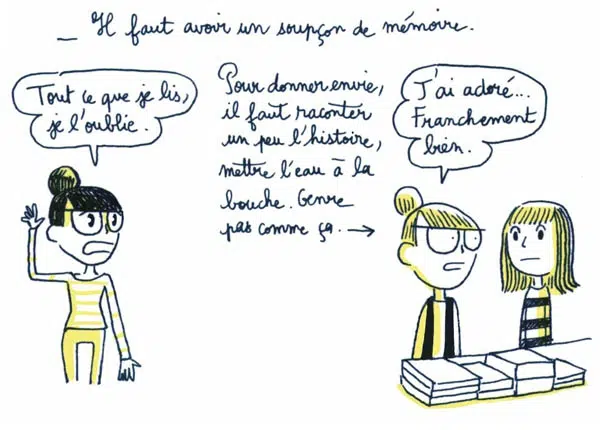 _ Il faut avoir un soupçon de mémoire.
Tout ce que je lis,
je l'oublie.
Pour donner envie,
il faut raconter
un peu l'histoire,
mettre l'eau à la
bouche. Genre
pas comme ça. →
J'ai adoré...
Franchement
bien.